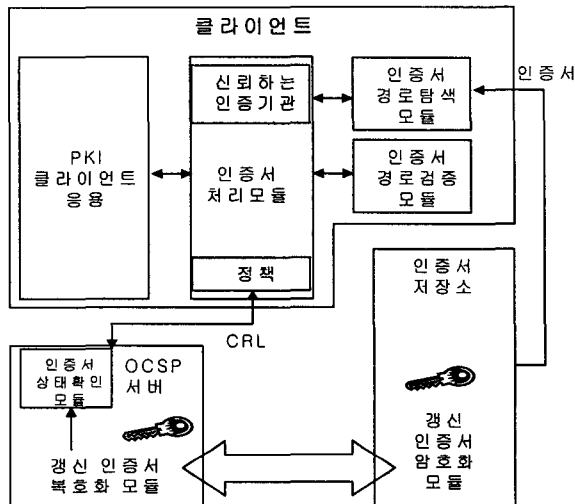 클라이언트
신뢰하는
인증기관
인증서
경로탐색
모듈
인증서
PKI
클라이언트
응용
인증서
처리모듈
인증서
경로검증
모듈
정책
인증서
저장소
CRL
인증서
상태확인
모듈
OCSP
서버
갱신 인증서
복호화 모듈
갱신
인증서
암호화
모듈